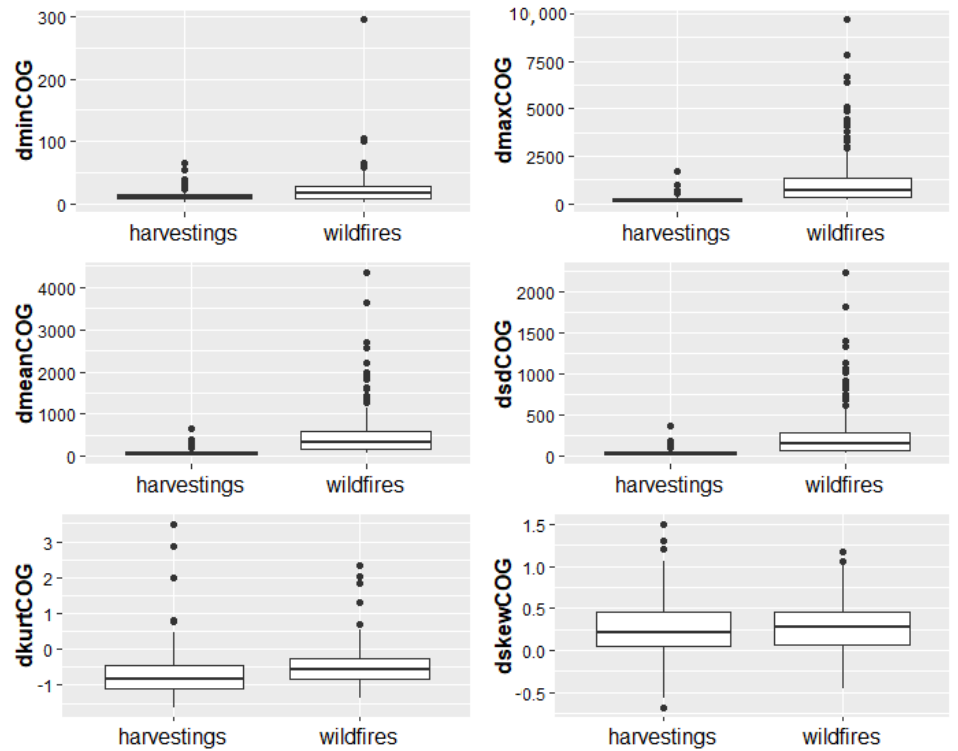 dminCOG
300
200
100
0
harvestings
wildfires
dmaxCOG
10,000
7500
5000
2500
0
harvestings
wildfires
dmeanCOG
4000
3000
2000
1000
0
harvestings
wildfires
dsdCOG
2000
1500
1000
500
0
harvestings
wildfires
dkurtCOG
3
2
1
0
-1
harvestings
wildfires
dskewCOG
1.5
1.0
0.5
0.0
-0.5
harvestings
wildfires